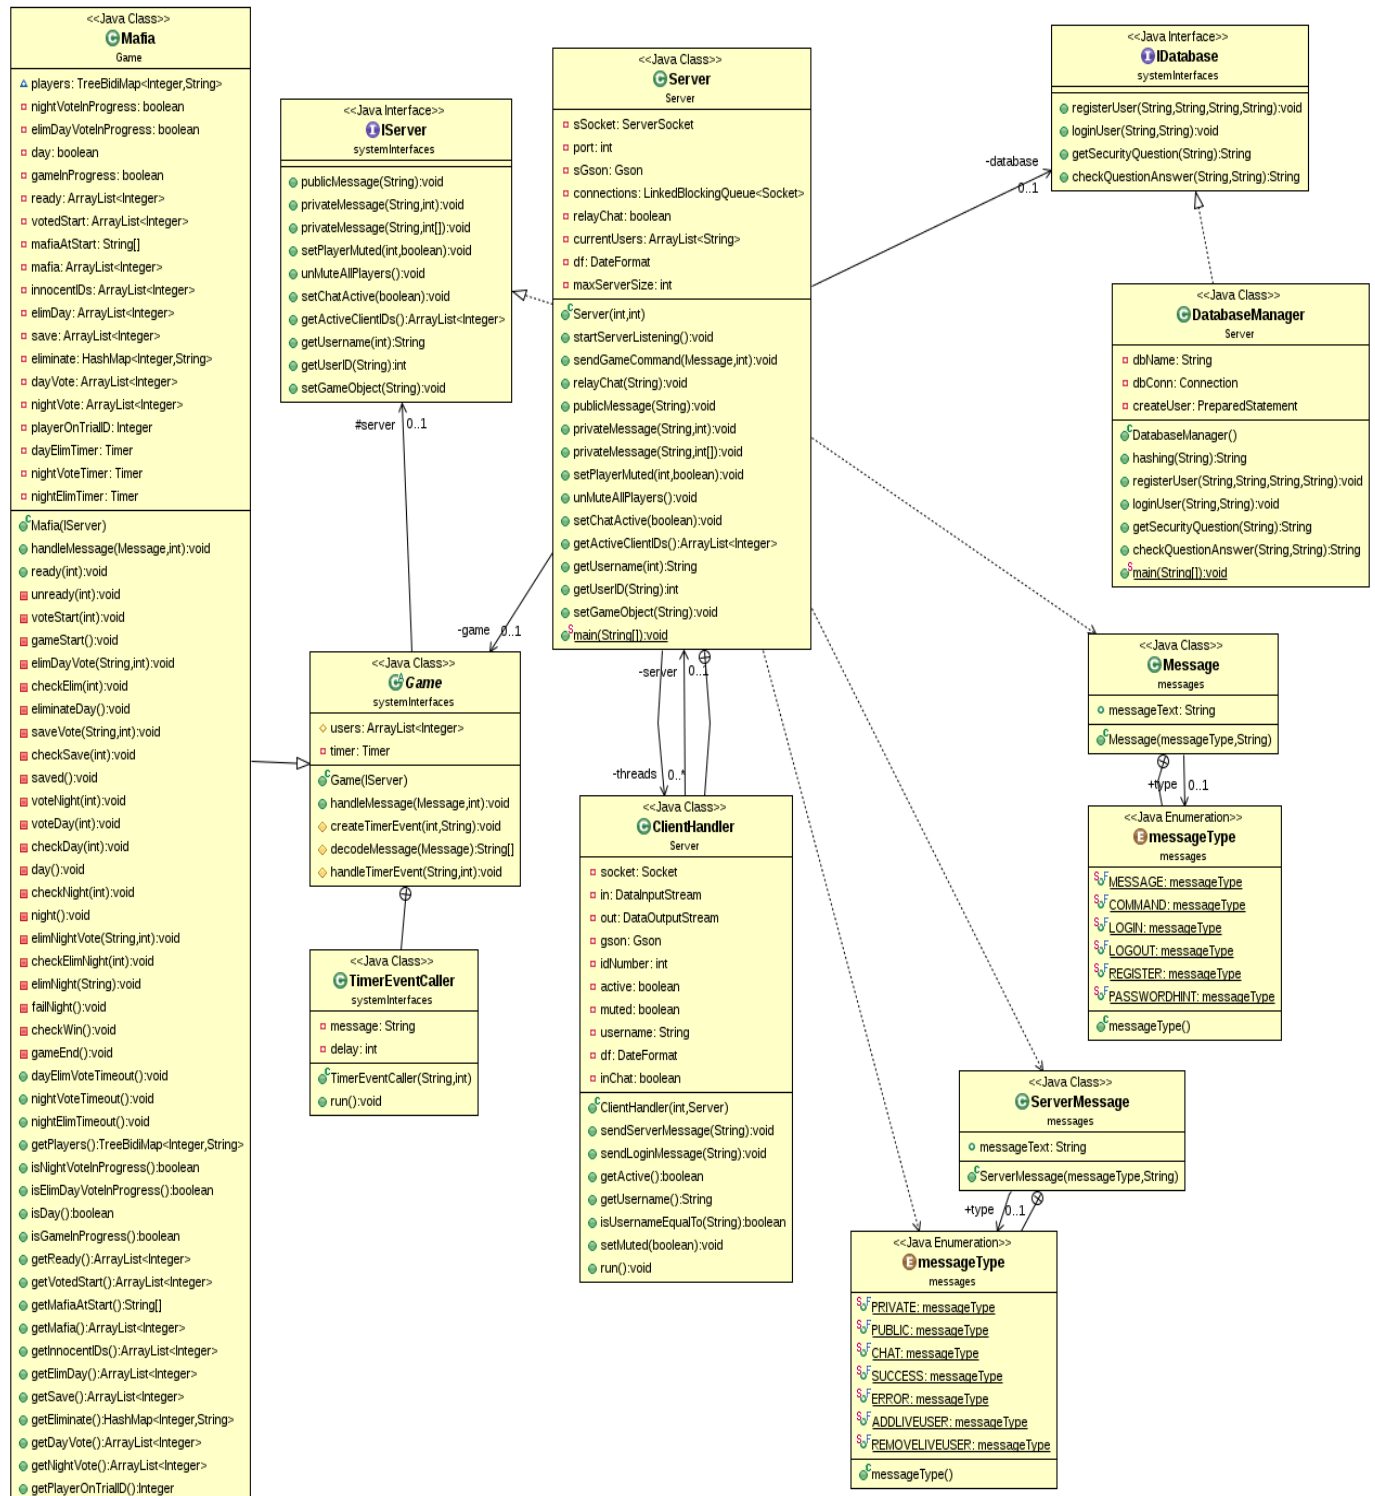 <<Java Class>>
Mafia
Game
players: TreeBidiMap<Integer,String>
nightVoteInProgress: boolean
elimDayVoteInProgress: boolean
day: boolean
gameInProgress: boolean
ready: ArrayList<Integer>
votedStart: ArrayList<Integer>
mafiaAtStart: String[]
mafia: ArrayList<Integer>
innocentIDs: ArrayList<Integer>
elimDay: ArrayList<Integer>
save: ArrayList<Integer>
eliminate: HashMap<Integer,String>
dayVote: ArrayList<Integer>
nightVote: ArrayList<Integer>
playerOnTrialID: Integer
dayElimTimer: Timer
nightVoteTimer: Timer
nightElimTimer: Timer
Mafia(IServer)
handleMessage(Message,int):void
ready(int):void
unready(int):void
voteStart(int):void
gameStart():void
elimDayVote(String,int):void
checkElim(int):void
eliminateDay():void
saveVote(String,int):void
checkSave(int):void
saved():void
voteNight(int):void
voteDay(int):void
checkDay(int):void
day():void
checkNight(int):void
night():void
elimNightVote(String,int):void
checkElimNight(int):void
elimNight(String):void
failNight():void
checkWin():void
gameEnd():void
dayElimVoteTimeout():void
nightVoteTimeout():void
nightElimTimeout():void
getPlayers():TreeBidiMap<Integer,String>
isNightVoteInProgress():boolean
isElimDayVoteInProgress():boolean
isDay():boolean
isGameInProgress():boolean
getReady():ArrayList<Integer>
getVotedStart():ArrayList<Integer>
getMafiaAtStart():String[]
getMafia():ArrayList<Integer>
getInnocentIDs():ArrayList<Integer>
getElimDay():ArrayList<Integer>
getSave():ArrayList<Integer>
getEliminate():HashMap<Integer,String>
getDayVote():ArrayList<Integer>
getNightVote():ArrayList<Integer>
getPlayerOnTrialID():Integer
<<Java Interface>>
IServer
systemInterfaces
publicMessage(String):void
privateMessage(String,int):void
privateMessage(String,int[]):void
setPlayerMuted(int,boolean):void
unMuteAllPlayers():void
setChatActive(boolean):void
getActiveClientIDs():ArrayList<Integer>
getUsername(int):String
getUserID(String):int
setGameObject(String):void
#server 0..1
<<Java Class>>
Game
systemInterfaces
users: ArrayList<Integer>
timer: Timer
Game(IServer)
handleMessage(Message,int):void
createTimerEvent(int,String):void
decodeMessage(Message):String[]
handleTimerEvent(String,int):void
<<Java Class>>
TimerEventCaller
systemInterfaces
message: String
delay: int
TimerEventCaller(String,int)
run():void
<<Java Class>>
Server
Server
sSocket: ServerSocket
port: int
sGson: Gson
connections: LinkedBlockingQueue<Socket>
relayChat: boolean
currentUsers: ArrayList<String>
df: DateFormat
maxServerSize: int
Server(int,int)
startServerListening():void
sendGameCommand(Message,int):void
relayChat(String):void
publicMessage(String):void
privateMessage(String,int):void
privateMessage(String,int[]):void
setPlayerMuted(int,boolean):void
unMuteAllPlayers():void
setChatActive(boolean):void
getActiveClientIDs():ArrayList<Integer>
getUsername(int):String
getUserID(String):int
setGameObject(String):void
main(String[]):void
-game 0..1
-server 0..1
-threads 0..*
<<Java Class>>
ClientHandler
Server
socket: Socket
in: DataInputStream
out: DataOutputStream
gson: Gson
idNumber: int
active: boolean
muted: boolean
username: String
df: DateFormat
inChat: boolean
ClientHandler(int,Server)
sendServerMessage(String):void
sendLoginMessage(String):void
getActive():boolean
getUsername():String
isUsernameEqualTo(String):boolean
setMuted(boolean):void
run():void
<<Java Interface>>
IDatabase
systemInterfaces
registerUser(String,String,String,String):void
loginUser(String,String):void
getSecurityQuestion(String):String
checkQuestionAnswer(String,String):String
-database
0..1
<<Java Class>>
DatabaseManager
Server
dbName: String
dbConn: Connection
createUser: PreparedStatement
DatabaseManager()
hashing(String):String
registerUser(String,String,String,String):void
loginUser(String,String):void
getSecurityQuestion(String):String
checkQuestionAnswer(String,String):String
main(String[]):void
<<Java Class>>
Message
messages
messageText: String
Message(messageType,String)
+type 0..1
<<Java Enumeration>>
messageType
messages
MESSAGE: messageType
COMMAND: messageType
LOGIN: messageType
LOGOUT: messageType
REGISTER: messageType
PASSWORDHINT: messageType
messageType()
<<Java Class>>
ServerMessage
messages
messageText: String
ServerMessage(messageType,String)
+type 0..1
<<Java Enumeration>>
messageType
messages
PRIVATE: messageType
PUBLIC: messageType
CHAT: messageType
SUCCESS: messageType
ERROR: messageType
ADDLIVEUSER: messageType
REMOVELIVEUSER: messageType
messageType()